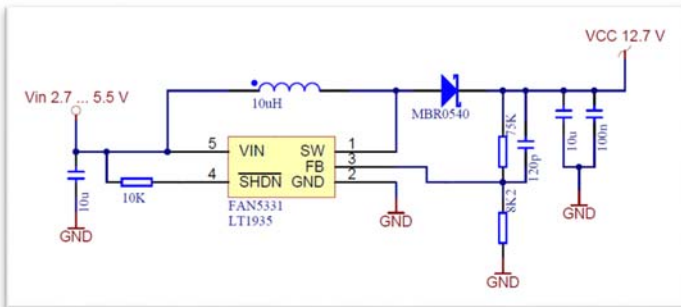 VCC 12.7 V
Vin 2.7 ... 5.5 V
10uH
MBR0540
75K
120p
10u
100n
5 VIN SW 1
FB 3
4 SHDN GND 2
10u
10K
FAN5331
LT1935
8K2
GND
GND
GND
GND